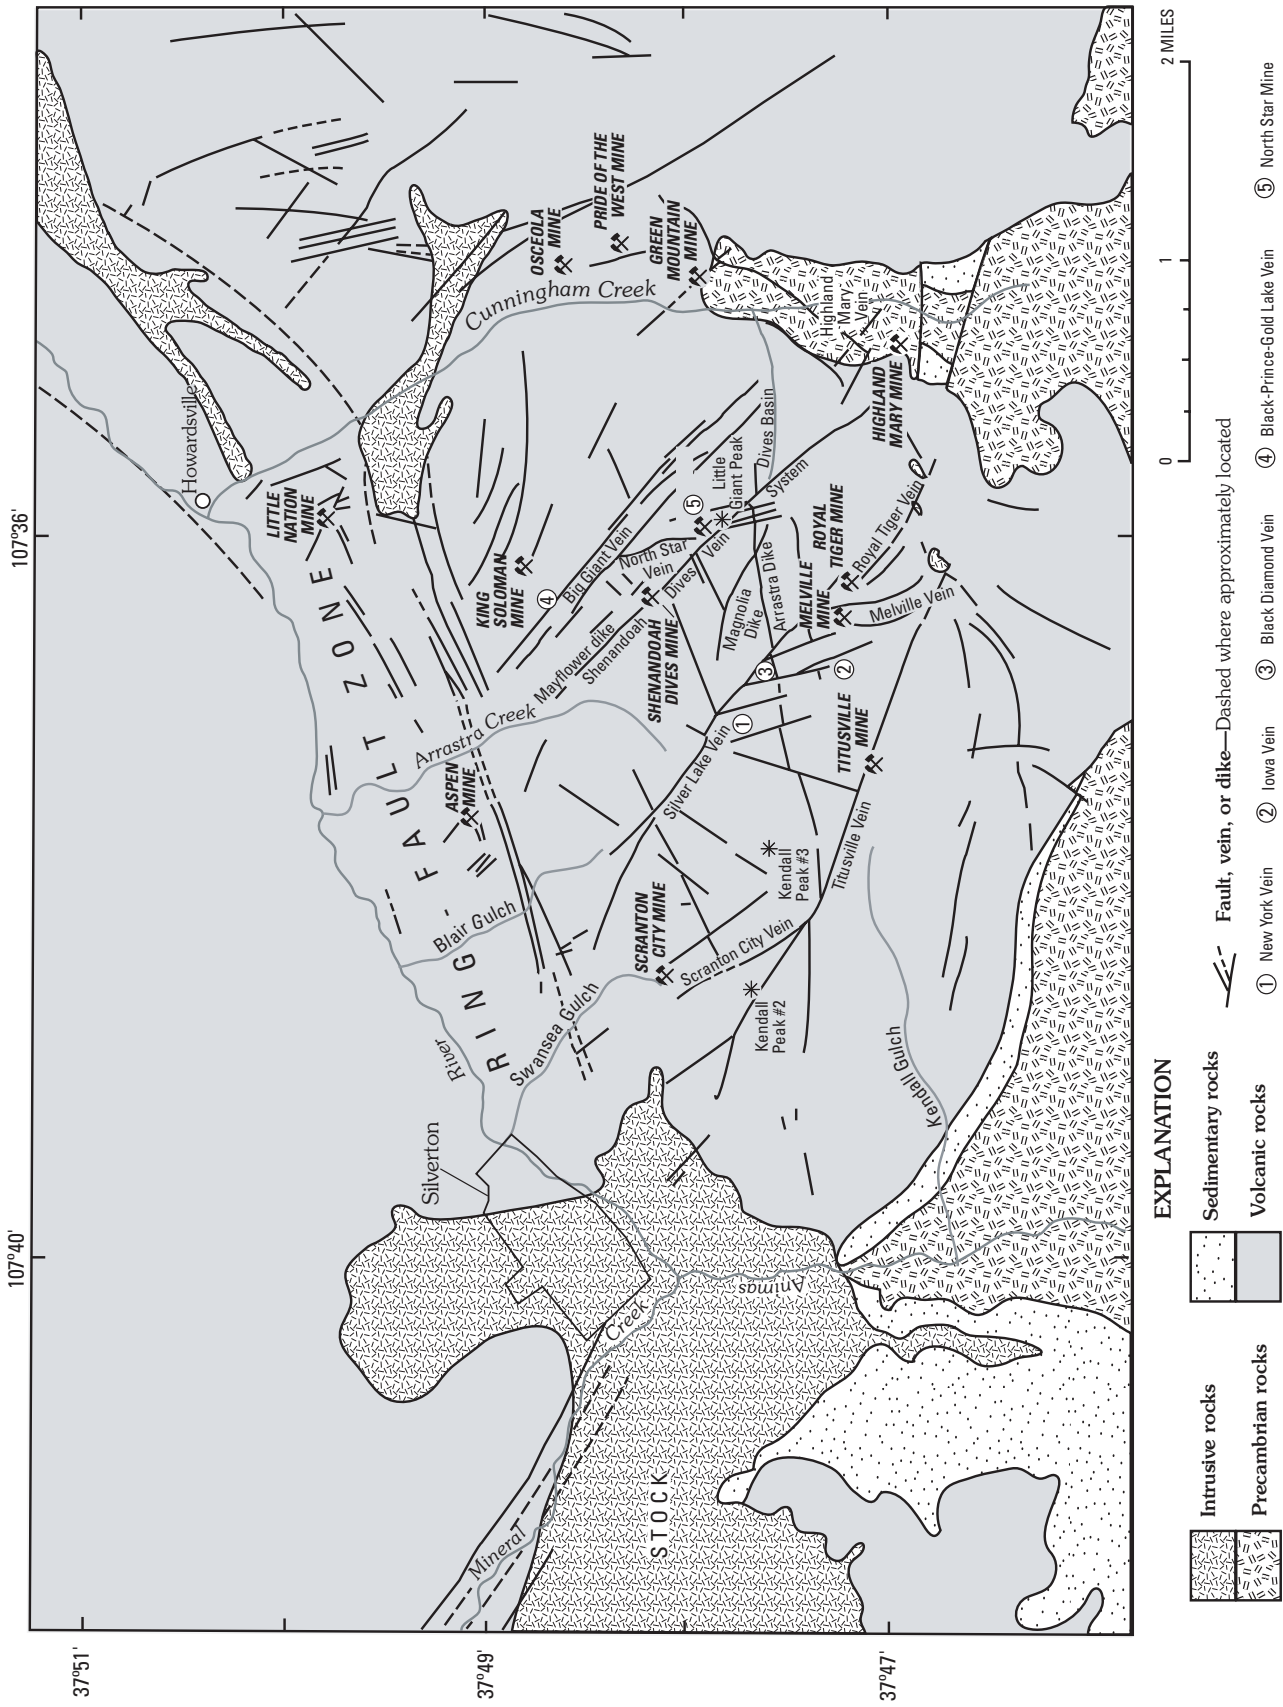 107°40'
107°36'
37°51'
37°49'
37°47'
Howardsville
LITTLE
NATION
MINE
RING FAULT ZONE
KING
SOLOMAN
MINE
ASPEN
MINE
Arrastra Creek
Blair Gulch
Swansea Gulch
River
Silverton
Mineral
Creek
Animas
STOCK
Cunningham Creek
OSCEOLA
MINE
PRIDE OF THE
WEST MINE
GREEN
MOUNTAIN
MINE
Highland
Mary
Vein
HIGHLAND
MARY MINE
Dives Basin
Little
Giant Peak
System
④
Big Giant Vein
North Star
Vein
⑤
Mayflower dike
Shenandoah
Dives
Vein
SHENANDOAH
DIVES MINE
Magnolia
Dike
Arrastra Dike
MELVILLE
MINE
ROYAL
TIGER MINE
Royal Tiger Vein
Melville Vein
③
②
①
Silver Lake Vein
TITUSVILLE
MINE
Titusville Vein
Kendall
Peak #3
SCRANTON
CITY MINE
Scranton City Vein
Kendall
Peak #2
Kendall Gulch
0 1 2 MILES
EXPLANATION
Intrusive rocks
Precambrian rocks
Sedimentary rocks
Volcanic rocks
Fault, vein, or dike—Dashed where approximately located
① New York Vein ② Iowa Vein ③ Black Diamond Vein ④ Black-Prince-Gold Lake Vein ⑤ North Star Mine